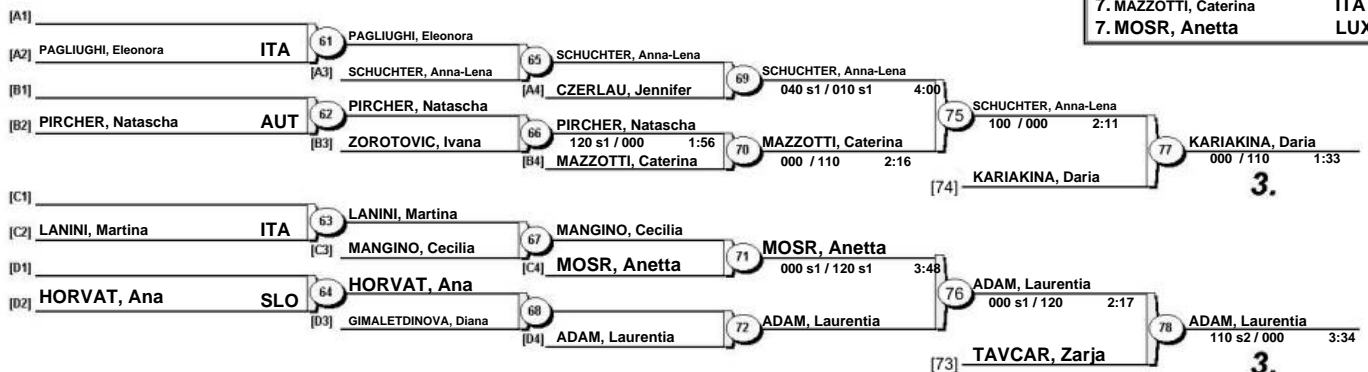 7. MAZZOTTI, Caterina ITA
7. MOSR, Anetta LUX
[A1]
[A2] PAGLIUGHI, Eleonora ITA
61
PAGLIUGHI, Eleonora
[A3] SCHUCHTER, Anna-Lena
65
SCHUCHTER, Anna-Lena
[A4] CZERLAU, Jennifer
69
SCHUCHTER, Anna-Lena
040 s1 / 010 s1 4:00
[B1]
[B2] PIRCHER, Natascha AUT
62
PIRCHER, Natascha
[B3] ZOROTOVIC, Ivana
66
PIRCHER, Natascha
120 s1 / 000 1:56
[B4] MAZZOTTI, Caterina
70
MAZZOTTI, Caterina
000 / 110 2:16
75
SCHUCHTER, Anna-Lena
100 / 000 2:11
[74] KARIAKINA, Daria
77
KARIAKINA, Daria
000 / 110 1:33
3.
[C1]
[C2] LANINI, Martina ITA
63
LANINI, Martina
[C3] MANGINO, Cecilia
67
MANGINO, Cecilia
[C4] MOSR, Anetta
71
MOSR, Anetta
000 s1 / 120 s1 3:48
[D1]
[D2] HORVAT, Ana SLO
64
HORVAT, Ana
[D3] GIMALETDINOVA, Diana
68
[D4] ADAM, Laurentia
72
ADAM, Laurentia
76
ADAM, Laurentia
000 s1 / 120 2:17
[73] TAVCAR, Zarja
78
ADAM, Laurentia
110 s2 / 000 3:34
3.